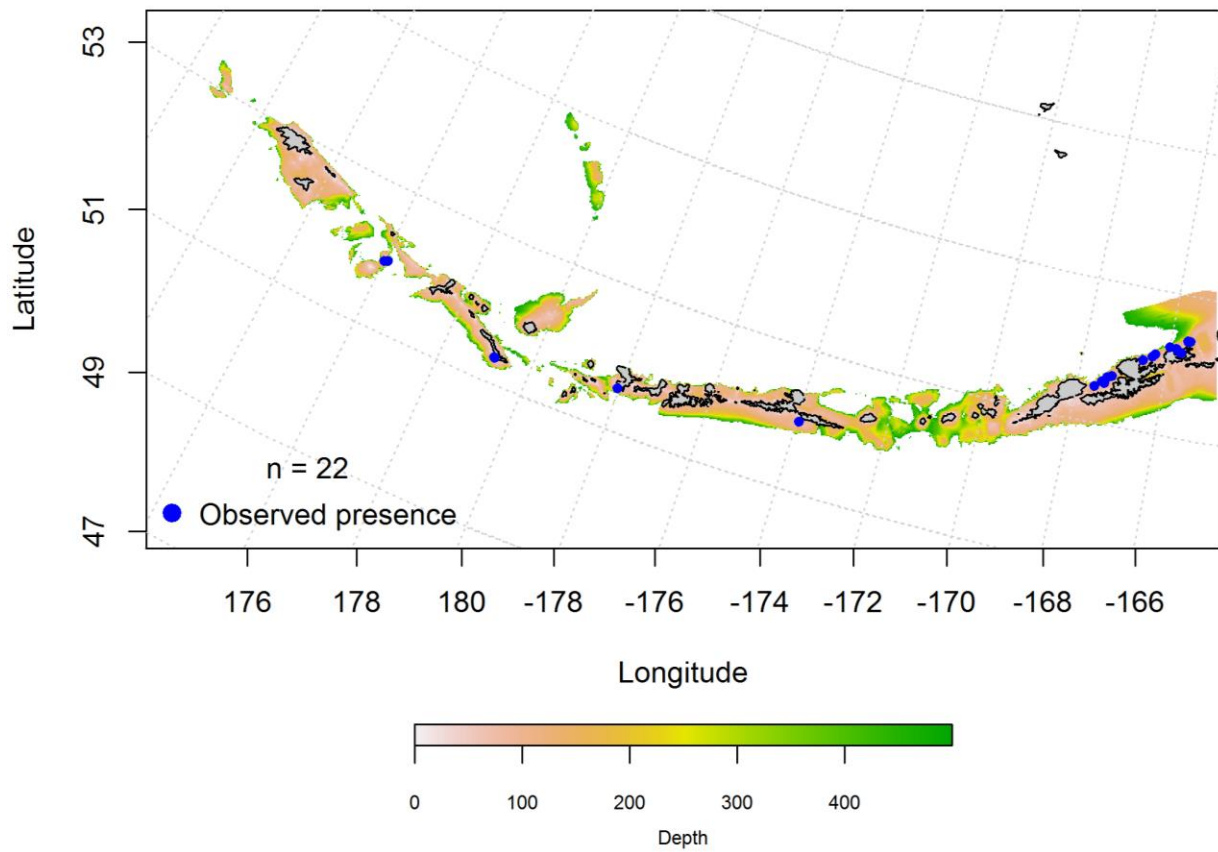 53
51
49
47
Latitude
n = 22
Observed presence
176 178 180 -178 -176 -174 -172 -170 -168 -166
Longitude
0 100 200 300 400
Depth